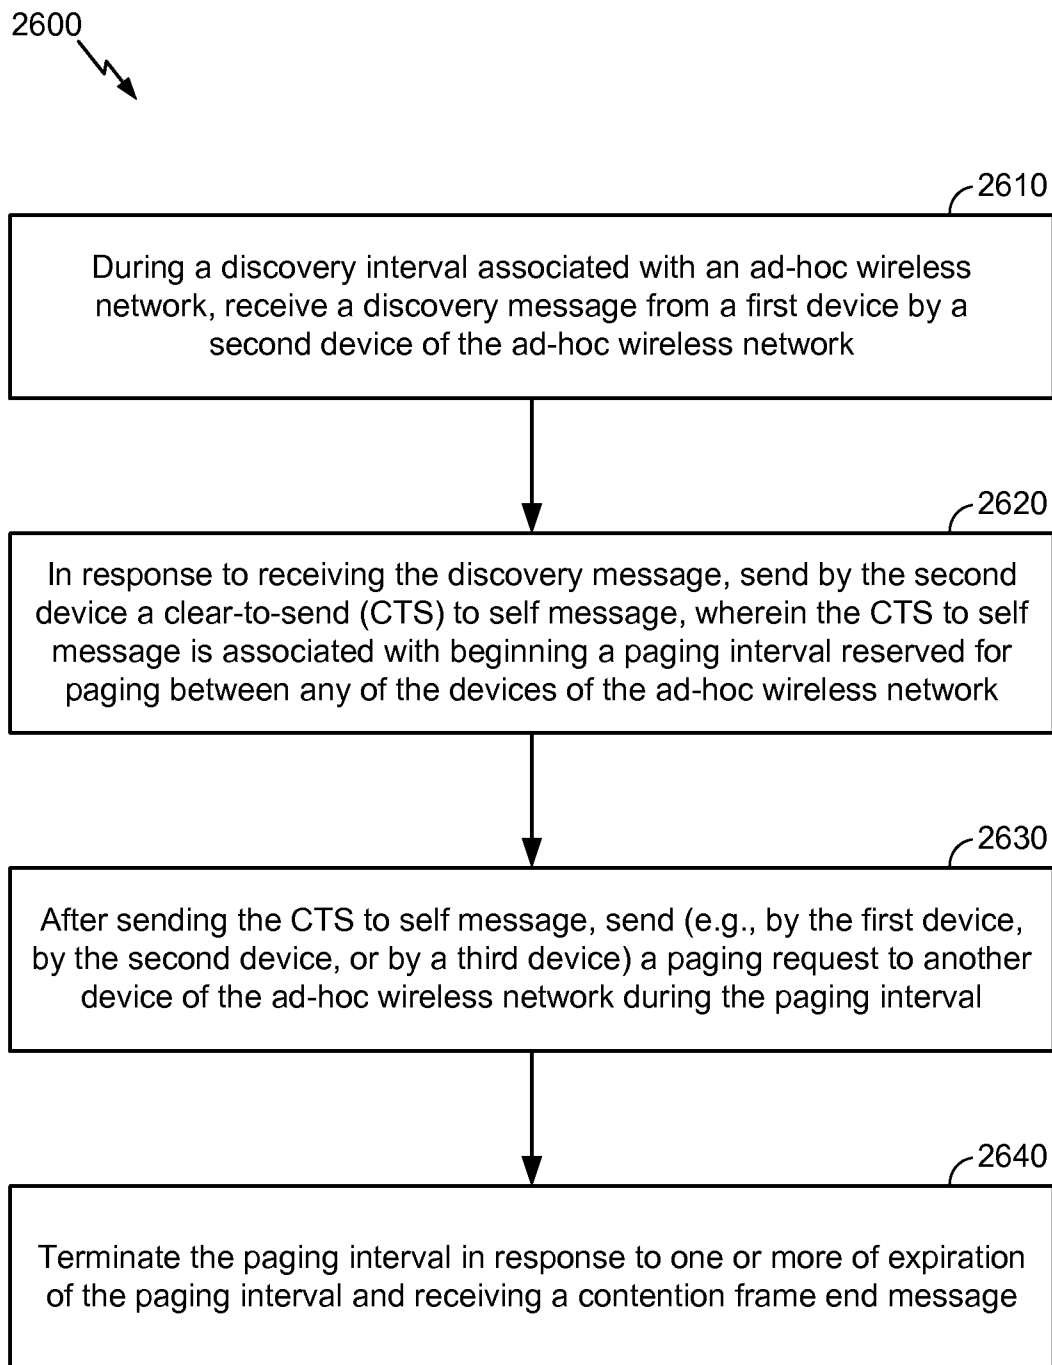 2600
2610
During a discovery interval associated with an ad-hoc wireless
network, receive a discovery message from a first device by a
second device of the ad-hoc wireless network
2620
In response to receiving the discovery message, send by the second
device a clear-to-send (CTS) to self message, wherein the CTS to self
message is associated with beginning a paging interval reserved for
paging between any of the devices of the ad-hoc wireless network
2630
After sending the CTS to self message, send (e.g., by the first device,
by the second device, or by a third device) a paging request to another
device of the ad-hoc wireless network during the paging interval
2640
Terminate the paging interval in response to one or more of expiration
of the paging interval and receiving a contention frame end message